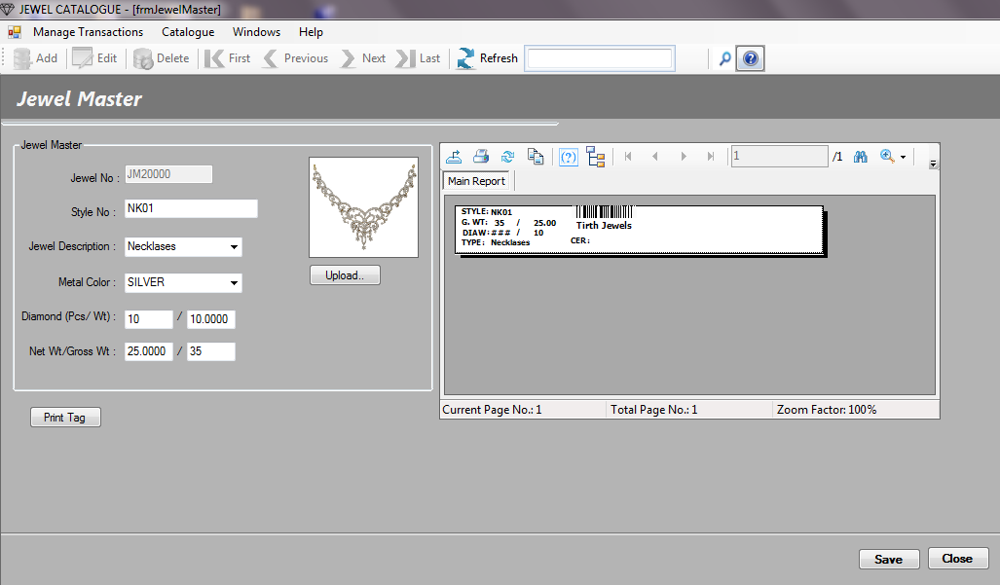 JEWEL CATALOGUE - [frmJewelMaster]
Manage Transactions Catalogue Windows Help
Add Edit Delete First Previous Next Last Refresh
Jewel Master
Jewel Master
Jewel No : JM20000
Style No : NK01
Jewel Description : Necklases
Metal Color : SILVER
Diamond (Pcs/ Wt) : 10 / 10.0000
Net Wt/Gross Wt : 25.0000 / 35
Upload..
Print Tag
1 /1
Main Report
STYLE: NK01
G. WT: 35 / 25.00 Tirth Jewels
DIAW: ### / 10
TYPE: Necklases CER:
Current Page No.: 1 Total Page No.: 1 Zoom Factor: 100%
Save Close